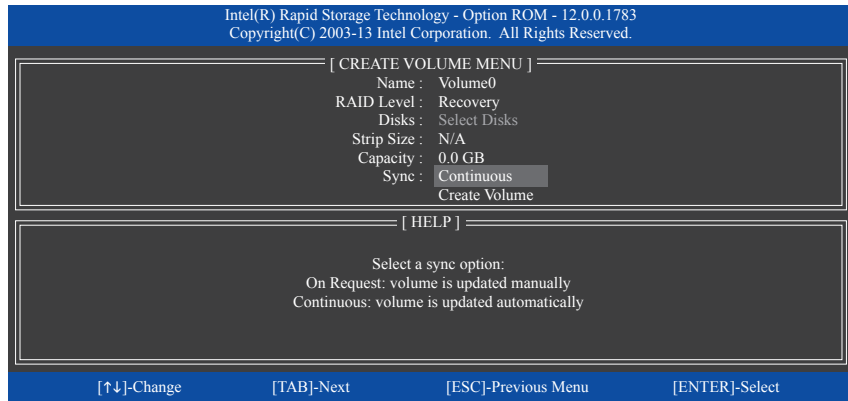 Intel(R) Rapid Storage Technology - Option ROM - 12.0.0.1783
Copyright(C) 2003-13 Intel Corporation. All Rights Reserved.
[ CREATE VOLUME MENU ]
Name : Volume0
RAID Level : Recovery
Disks : Select Disks
Strip Size : N/A
Capacity : 0.0 GB
Sync : Continuous
Create Volume
[ HELP ]
Select a sync option:
On Request: volume is updated manually
Continuous: volume is updated automatically
[↑↓]-Change [TAB]-Next [ESC]-Previous Menu [ENTER]-Select